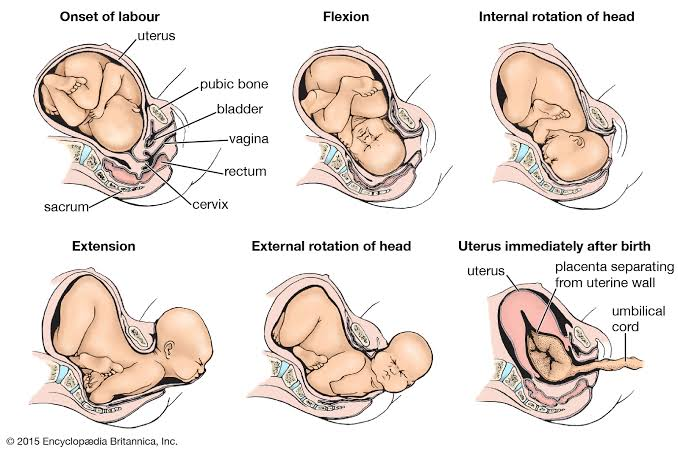 Onset of labour
Flexion
Internal rotation of head
uterus
pubic bone
bladder
vagina
rectum
cervix
sacrum
Extension
External rotation of head
Uterus immediately after birth
uterus
placenta separating
from uterine wall
umbilical
cord
© 2015 Encyclopædia Britannica, Inc.